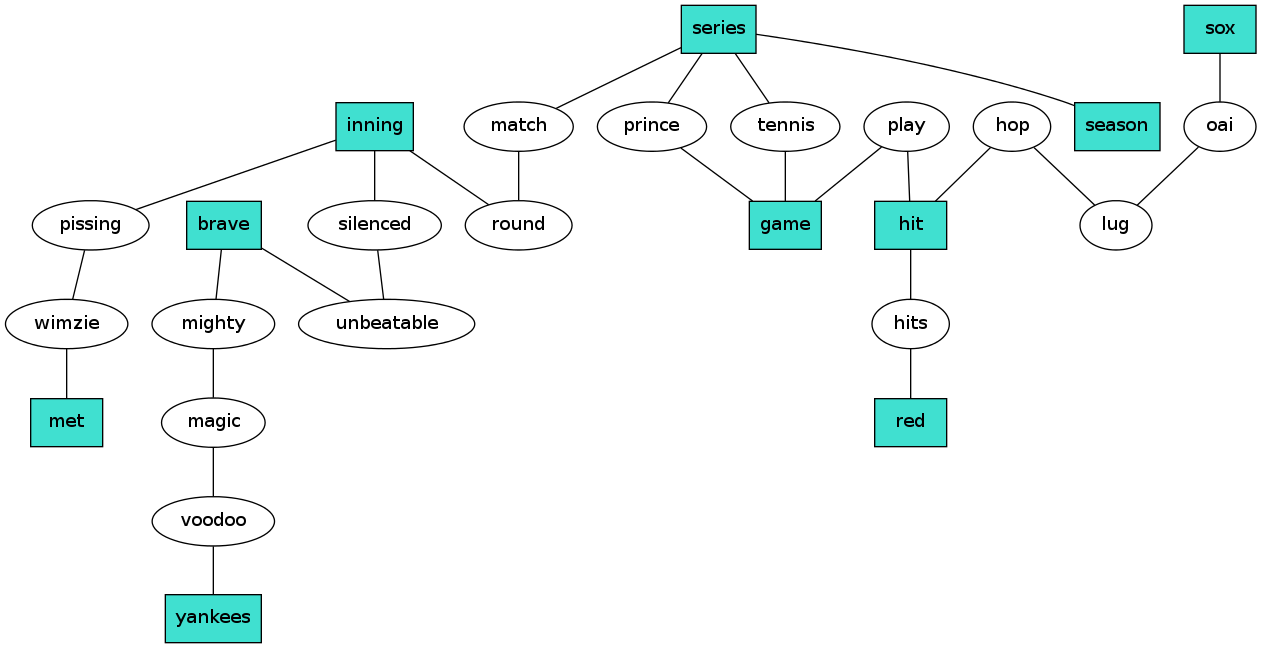 series
sox
inning
match
prince
tennis
play
hop
season
oai
pissing
brave
silenced
round
game
hit
lug
wimzie
mighty
unbeatable
hits
met
magic
red
voodoo
yankees